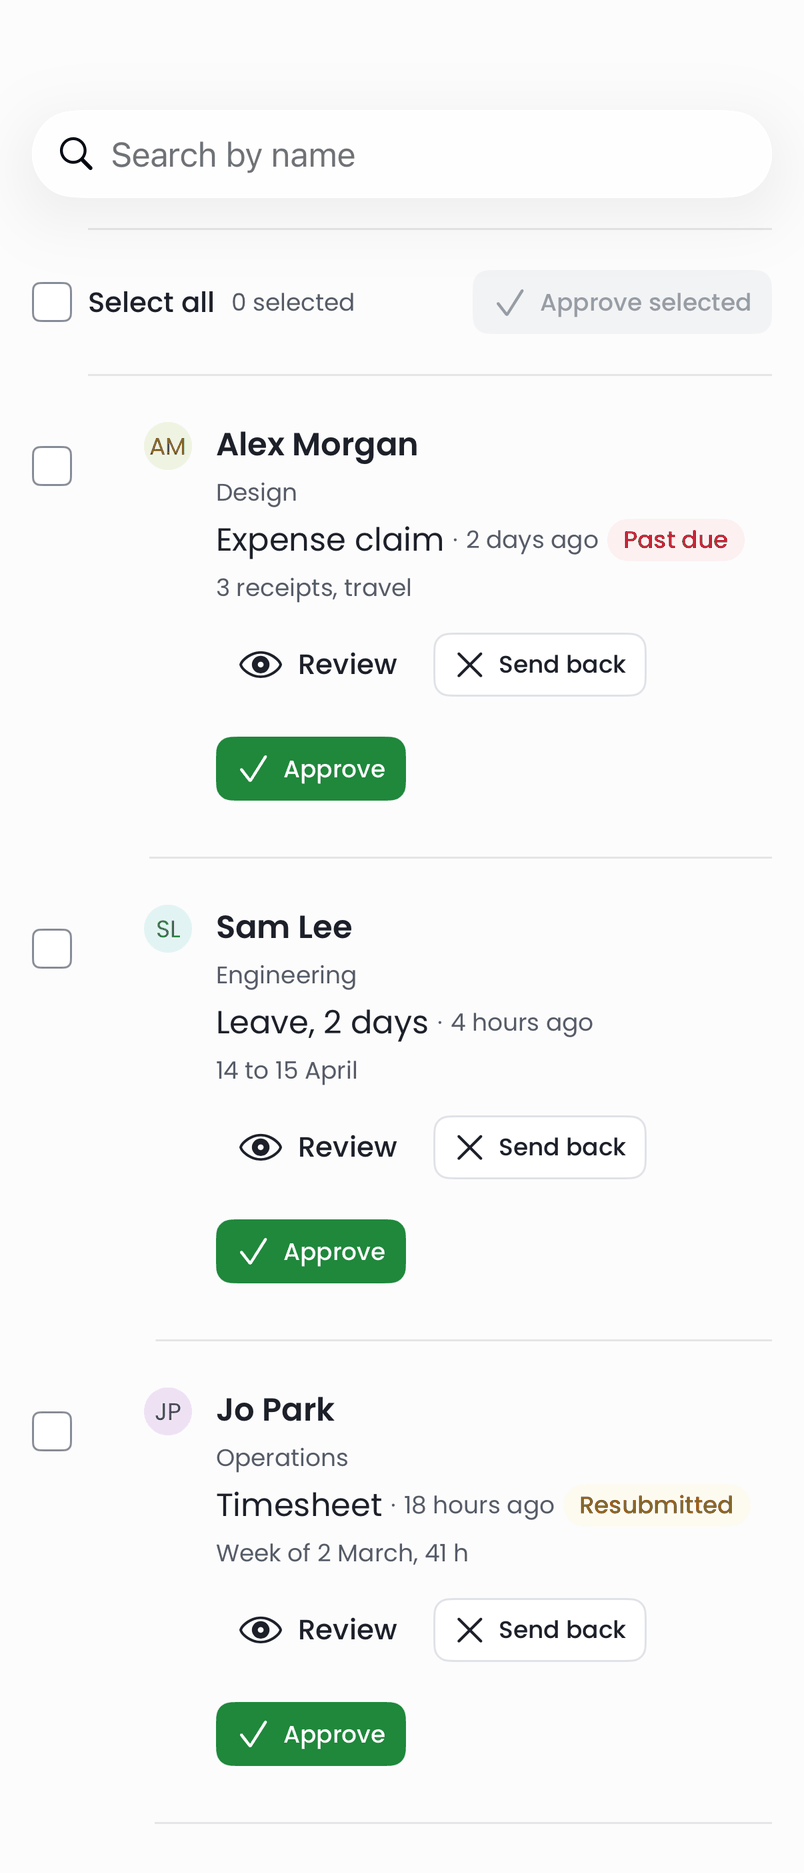 Search by name
Select all 0 selected Approve selected
AM Alex Morgan
Design
Expense claim · 2 days ago Past due
3 receipts, travel
Review Send back
Approve
SL Sam Lee
Engineering
Leave, 2 days · 4 hours ago
14 to 15 April
Review Send back
Approve
JP Jo Park
Operations
Timesheet · 18 hours ago Resubmitted
Week of 2 March, 41 h
Review Send back
Approve